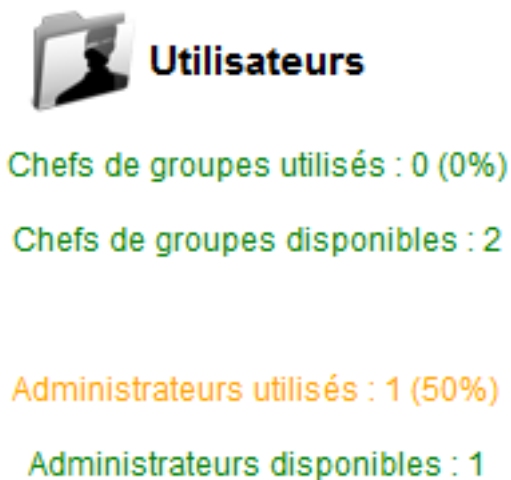 Utilisateurs
Chefs de groupes utilisés : 0 (0%)
Chefs de groupes disponibles : 2
Administrateurs utilisés : 1 (50%)
Administrateurs disponibles : 1